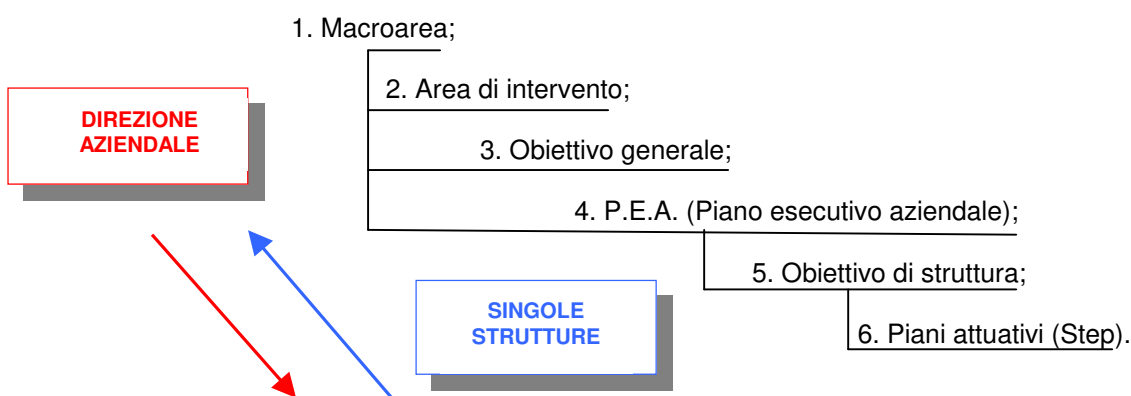 1. Macroarea;
2. Area di intervento;
DIREZIONE
AZIENDALE
3. Obiettivo generale;
4. P.E.A. (Piano esecutivo aziendale);
5. Obiettivo di struttura;
SINGOLE
STRUTTURE
6. Piani attuativi (Step).